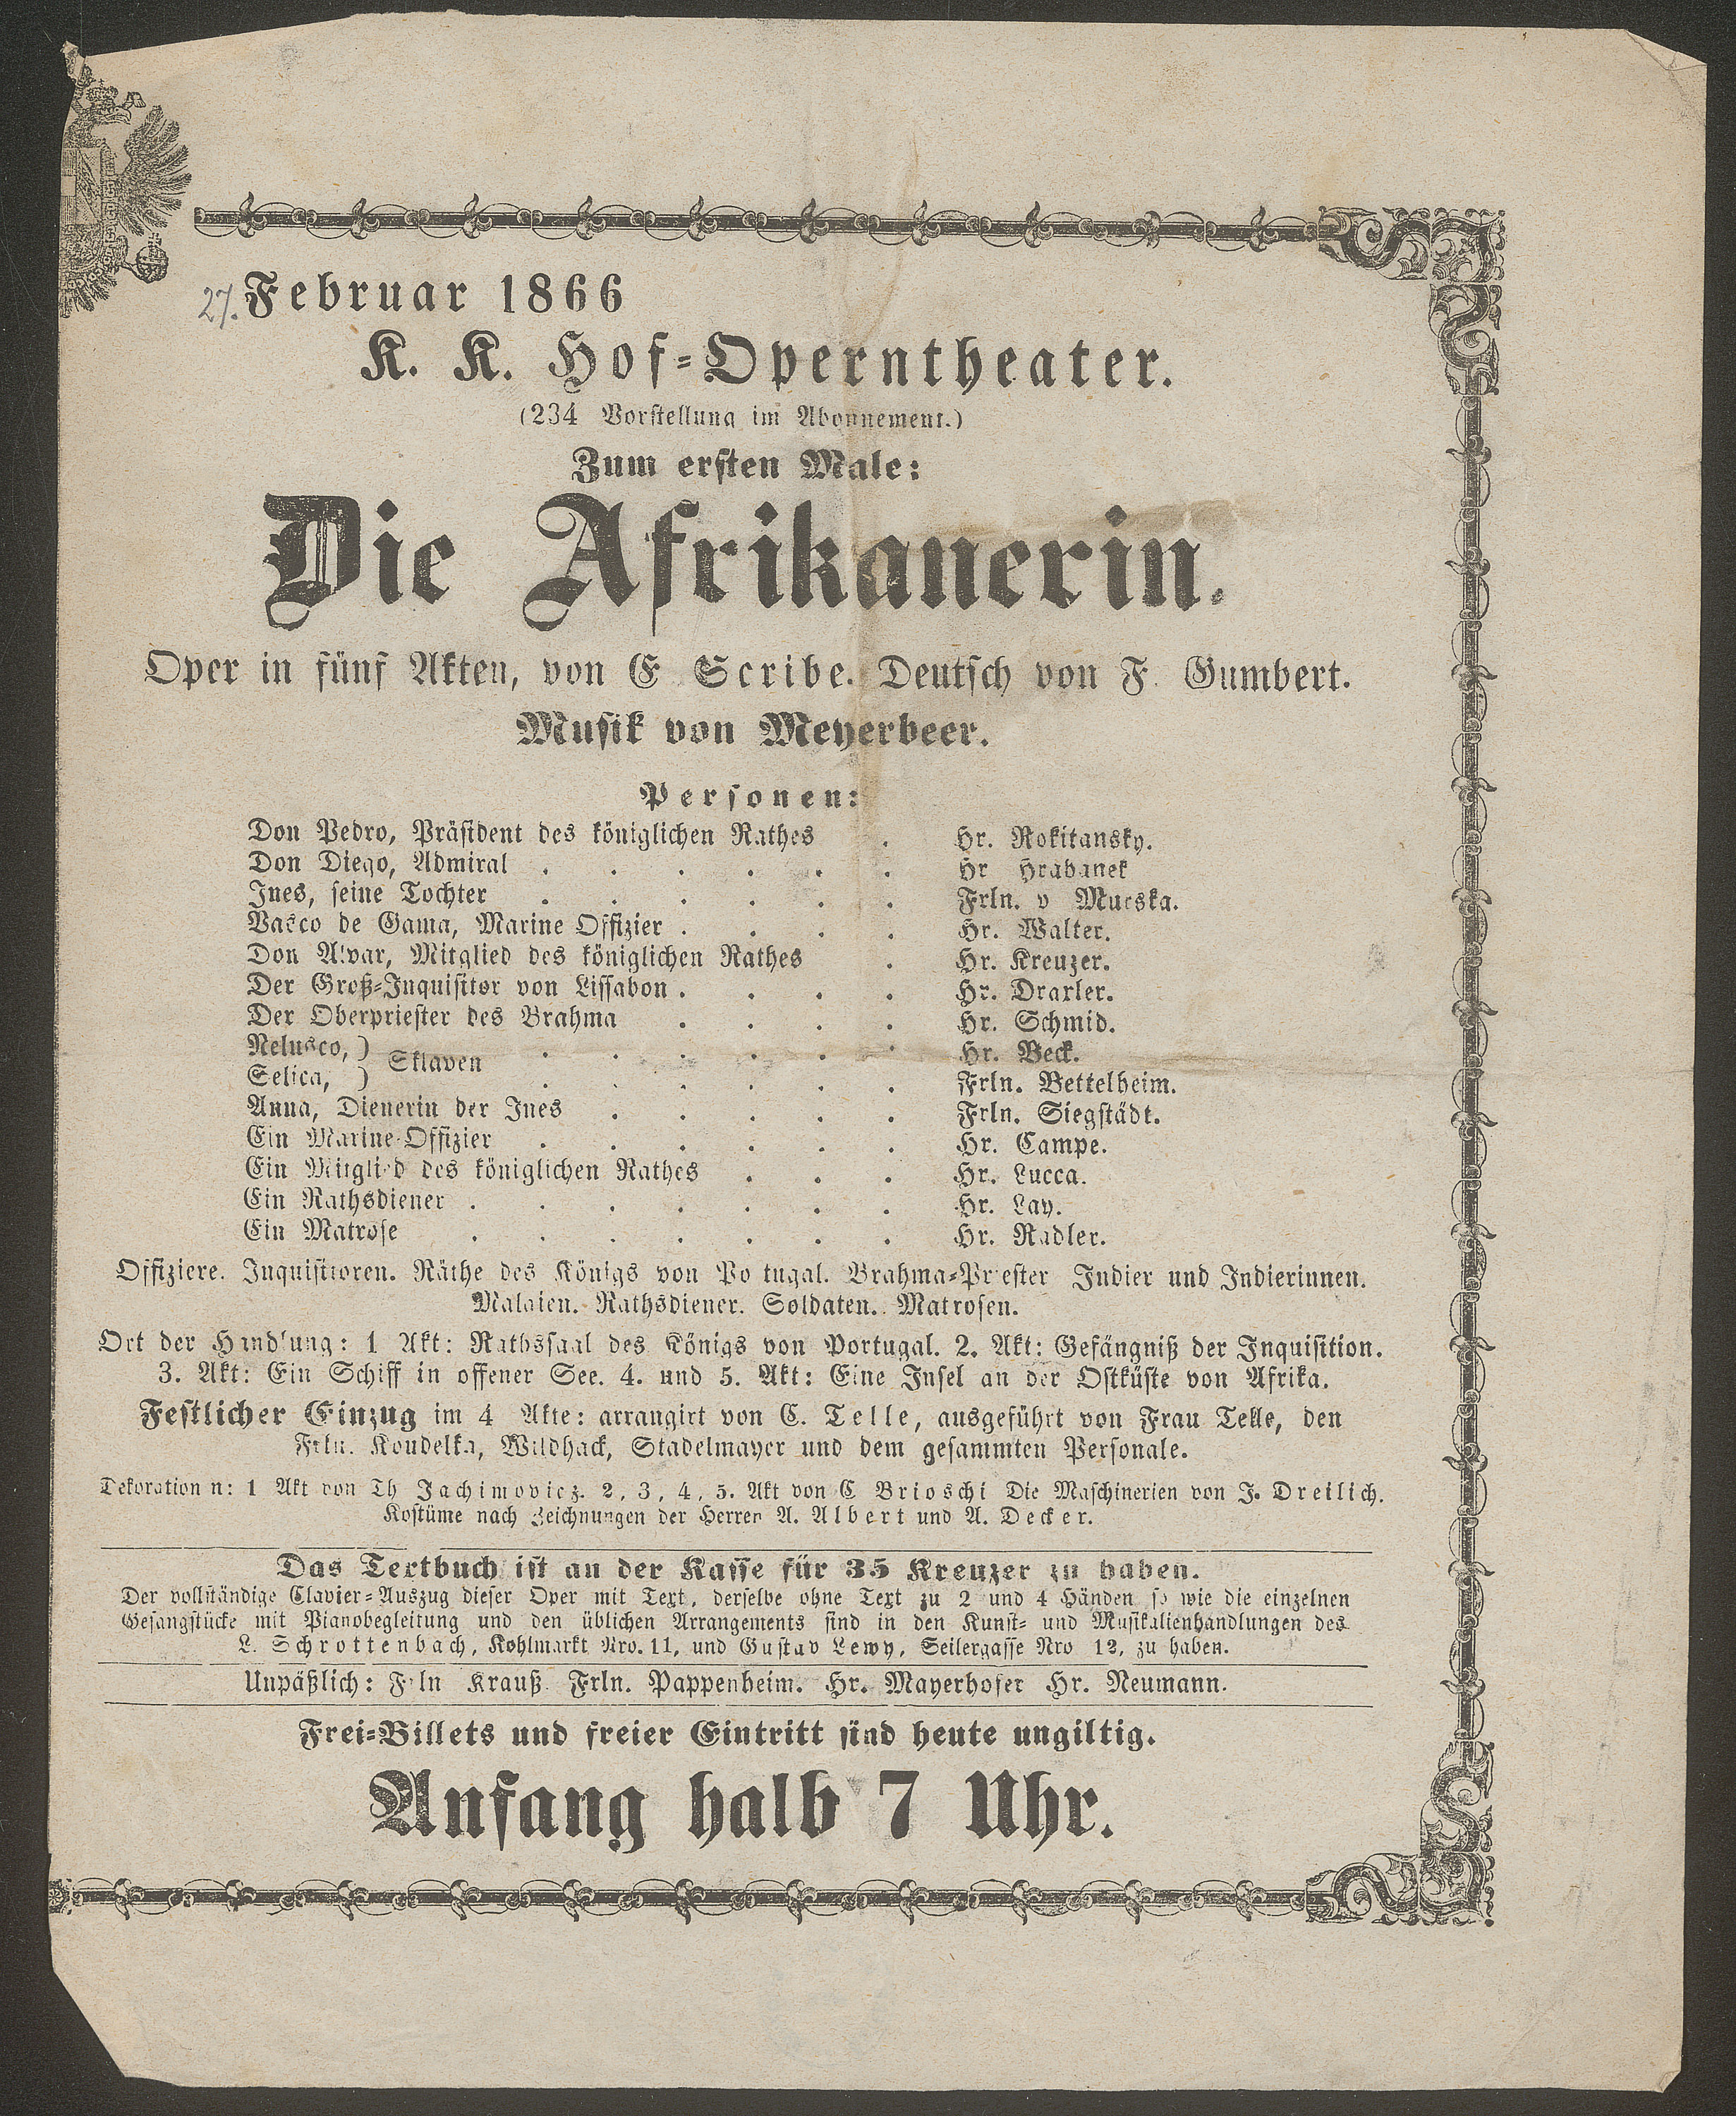 27. Februar 1866
K. K. Hof-Operntheater.
(234 Vorstellung im Abonnement.)
Zum ersten Male:
Die Afrikanerin.
Oper in fünf Akten, von E Scribe. Deutsch von F. Gumbert.
Musik von Meyerbeer.
Personen:
Don Pedro, Präsident des königlichen Rathes . Hr. Rokitansky.
Don Diego, Admiral . . . . . . Hr Hrabanek
Ines, seine Tochter . . . . . . Frln. v Murska.
Vasco de Gama, Marine Offizier . . . . Hr. Walter.
Don Alvar, Mitglied des königlichen Rathes . Hr. Kreuzer.
Der Groß-Inquisitor von Lissabon . . . . Hr. Draxler.
Der Oberpriester des Brahma . . . . Hr. Schmid.
Nelusco, ) Sklaven . . . . . . Hr. Beck.
Selica, ) . . . . . . Frln. Bettelheim.
Anna, Dienerin der Ines . . . . . Frln. Siegstädt.
Ein Marine-Offizier . . . . . . Hr. Campe.
Ein Mitglied des königlichen Rathes . . . Hr. Lucca.
Ein Rathsdiener . . . . . . . Hr. Lay.
Ein Matrose . . . . . . . Hr. Radler.
Offiziere. Inquisitoren. Räthe des Königs von Po tugal. Brahma-Pr ester Indier und Indierinnen.
Malaien. Rathsdiener. Soldaten. Matrosen.
Ort der Handlung: 1 Akt: Rathssaal des Königs von Portugal. 2. Akt: Gefängniß der Inquisition.
3. Akt: Ein Schiff in offener See. 4. und 5. Akt: Eine Insel an der Ostküste von Afrika.
Festlicher Einzug im 4 Akte: arrangirt von C. Telle, ausgeführt von Frau Telle, den
Frln. Koudelka, Wildhack, Stadelmayer und dem gesammten Personale.
Dekoration n: 1 Akt von Th Jachimovicz. 2, 3, 4, 5. Akt von C Brioschi Die Maschinerien von J. Dreilich.
Kostüme nach Zeichnungen der Herren A. Albert und A. Decker.
Das Textbuch ist an der Kasse für 35 Kreuzer zu haben.
Der vollständige Clavier-Auszug dieser Oper mit Text, derselbe ohne Text zu 2 und 4 Händen so wie die einzelnen
Gesangstücke mit Pianobegleitung und den üblichen Arrangements sind in den Kunst- und Musikalienhandlungen des
L. Schrottenbach, Kohlmarkt Nro. 11, und Gustav Lewy, Seilergasse Nro 12, zu haben.
Unpäßlich: Frln Krauß. Frln. Pappenheim. Hr. Mayerhofer Hr. Neumann.
Frei-Billets und freier Eintritt sind heute ungiltig.
Anfang halb 7 Uhr.